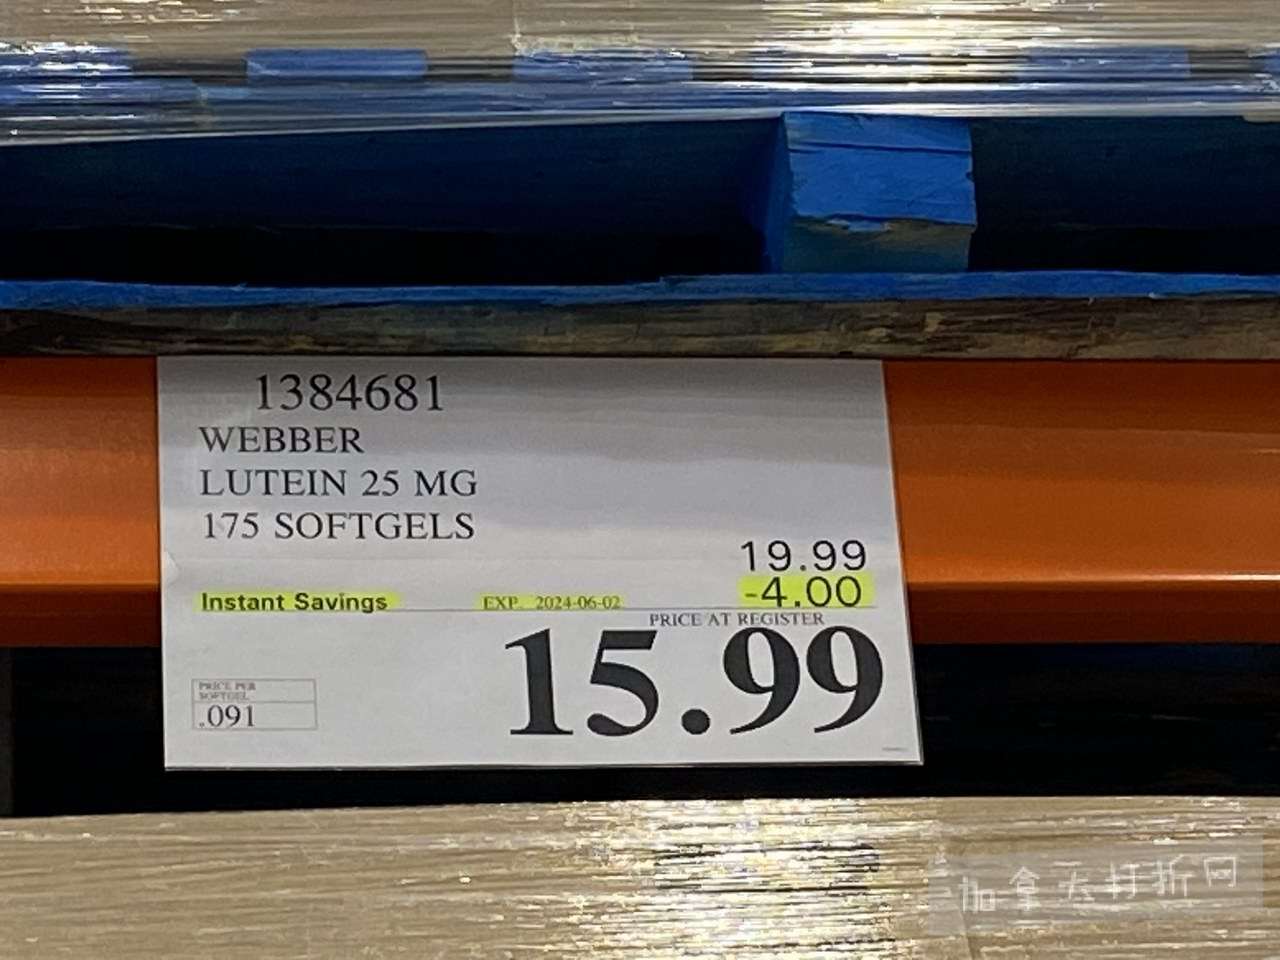 1384681
WEBBER
LUTEIN 25 MG
175 SOFTGELS
19.99
Instant Savings EXP. 2024-06-02 -4.00
PRICE AT REGISTER
15.99
PRICE PER
SOFTGEL
.091
加拿大打折网